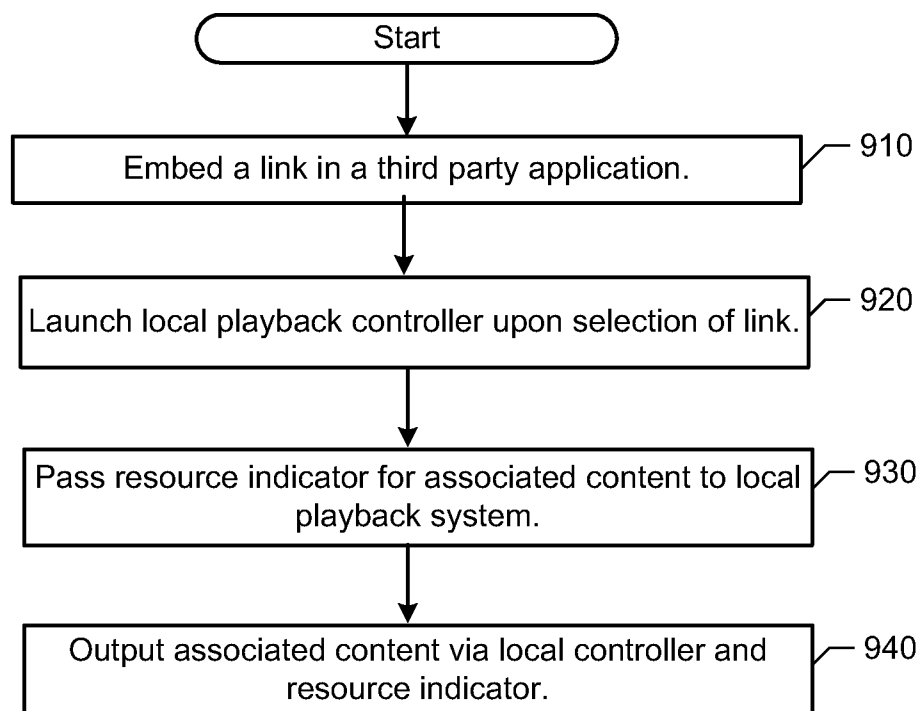 Start
Embed a link in a third party application.
910
Launch local playback controller upon selection of link.
920
Pass resource indicator for associated content to local
playback system.
930
Output associated content via local controller and
resource indicator.
940